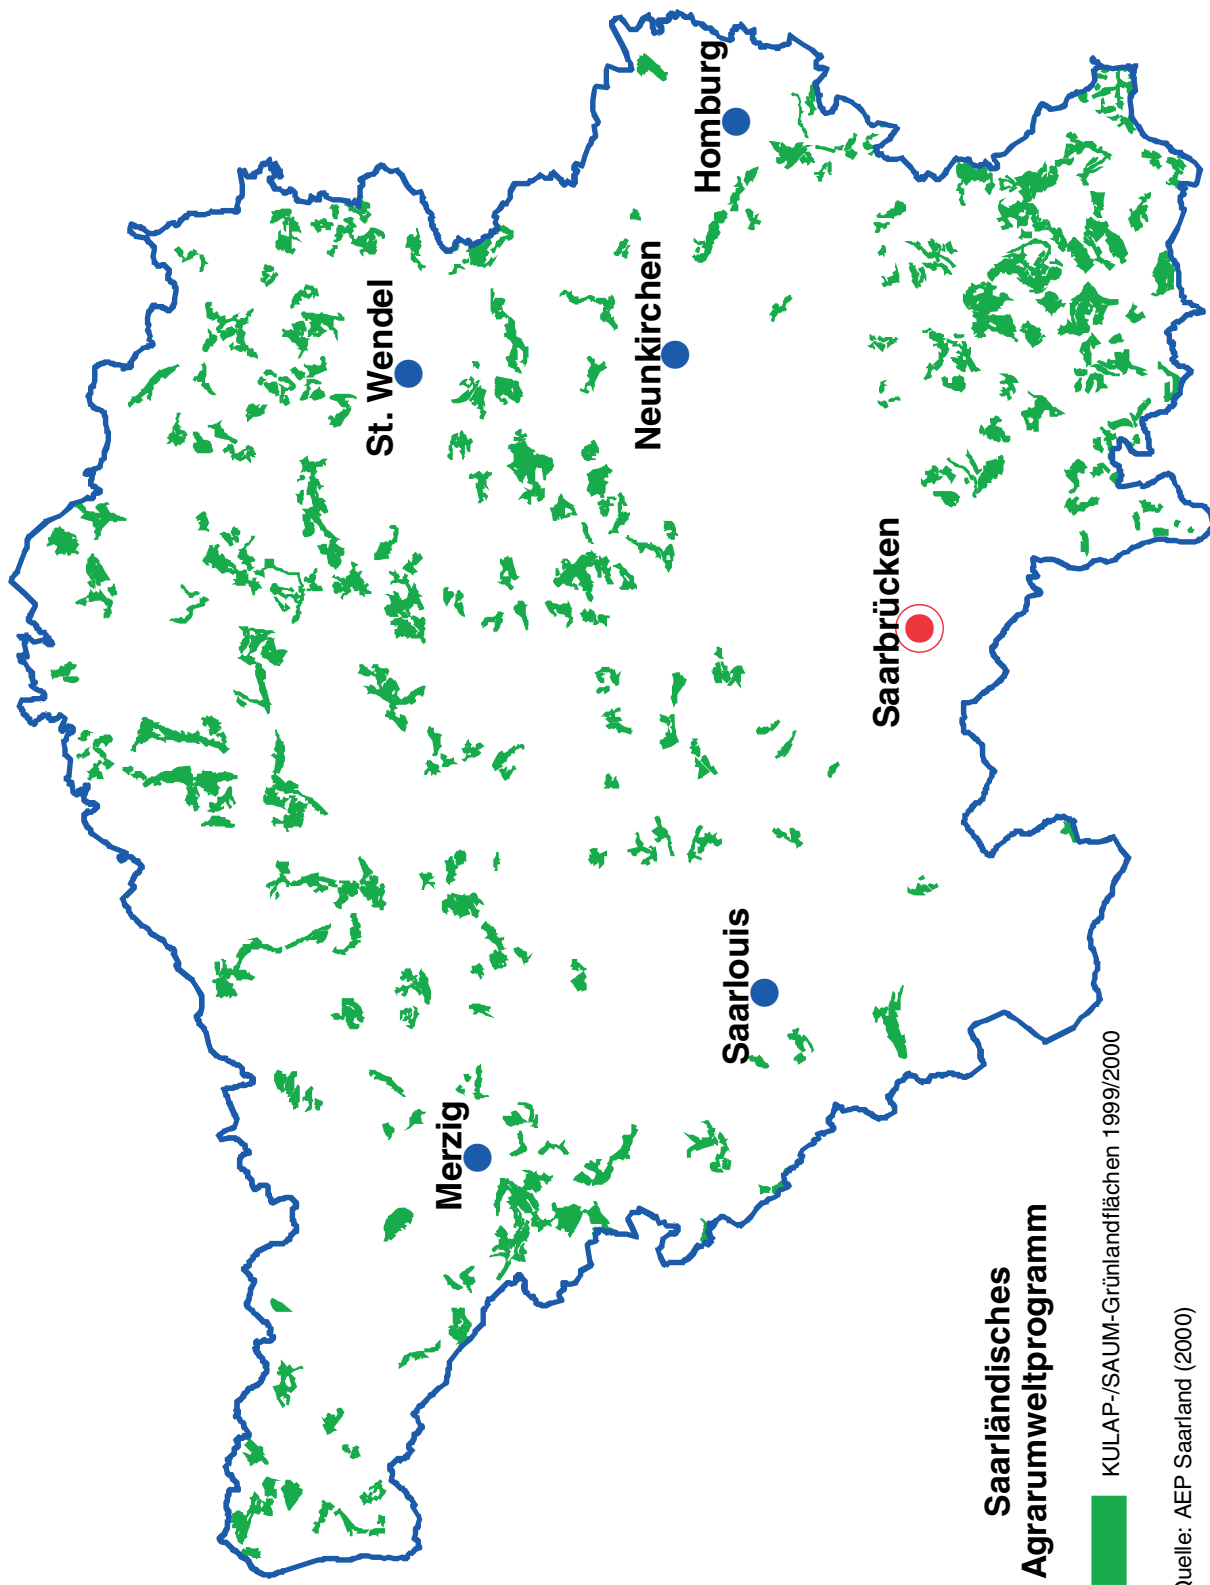 St. Wendel
Homburg
Neunkirchen
Merzig
Saarlouis
Saarbrücken
Saarländisches
Agrarumweltprogramm
KULAP-/SAUM-Grünlandflächen 1999/2000
Quelle: AEP Saarland (2000)